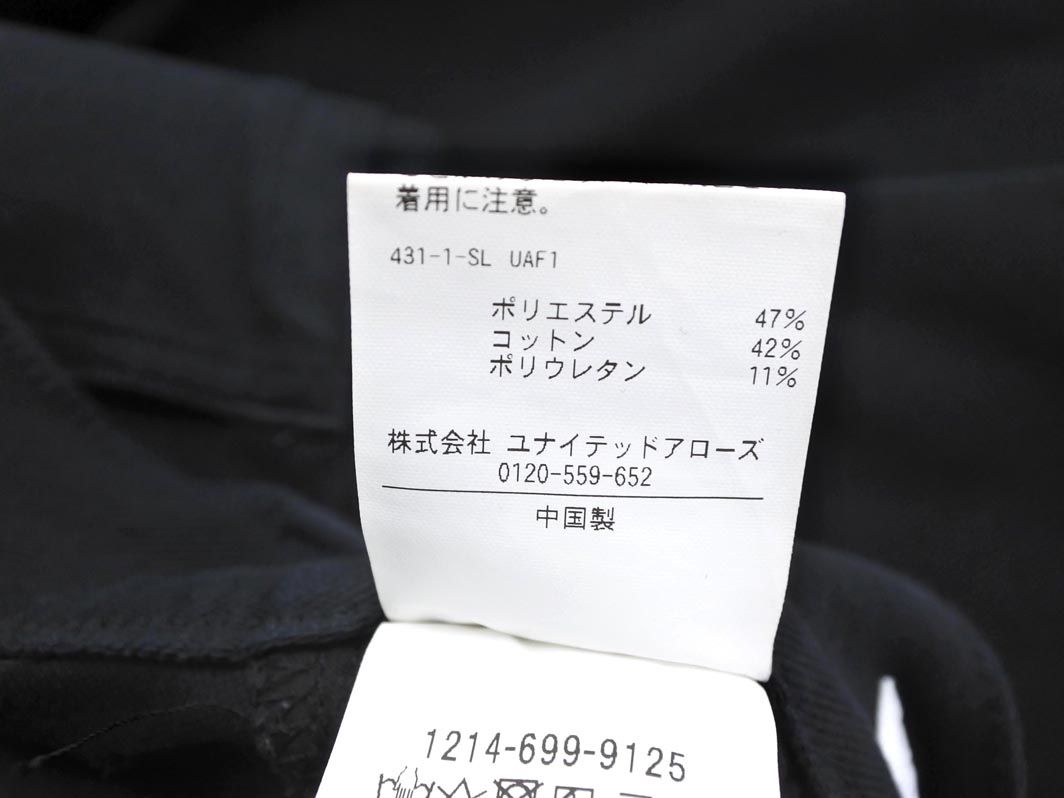 着用に注意。
431-1-SL UAF1
ポリエステル 47%
コットン 42%
ポリウレタン 11%
株式会社 ユナイテッドアローズ
0120-559-652
中国製
1214-699-9125